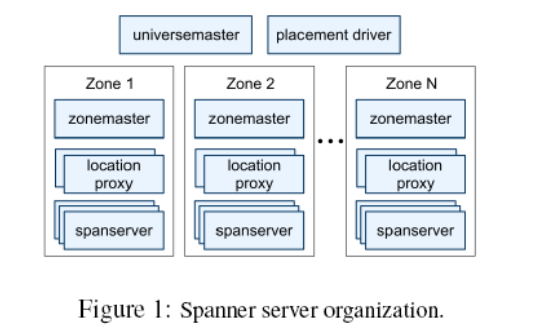 universemaster
placement driver
Zone 1
zonemaster
location
proxy
spanserver
Zone 2
zonemaster
location
proxy
spanserver
...
Zone N
zonemaster
location
proxy
spanserver
Figure 1: Spanner server organization.